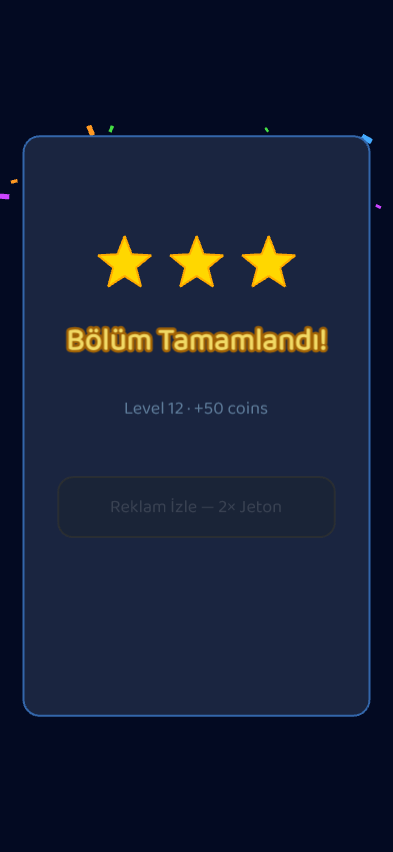 Bölüm Tamamlandı!
Level 12 · +50 coins
Reklam İzle — 2× Jeton